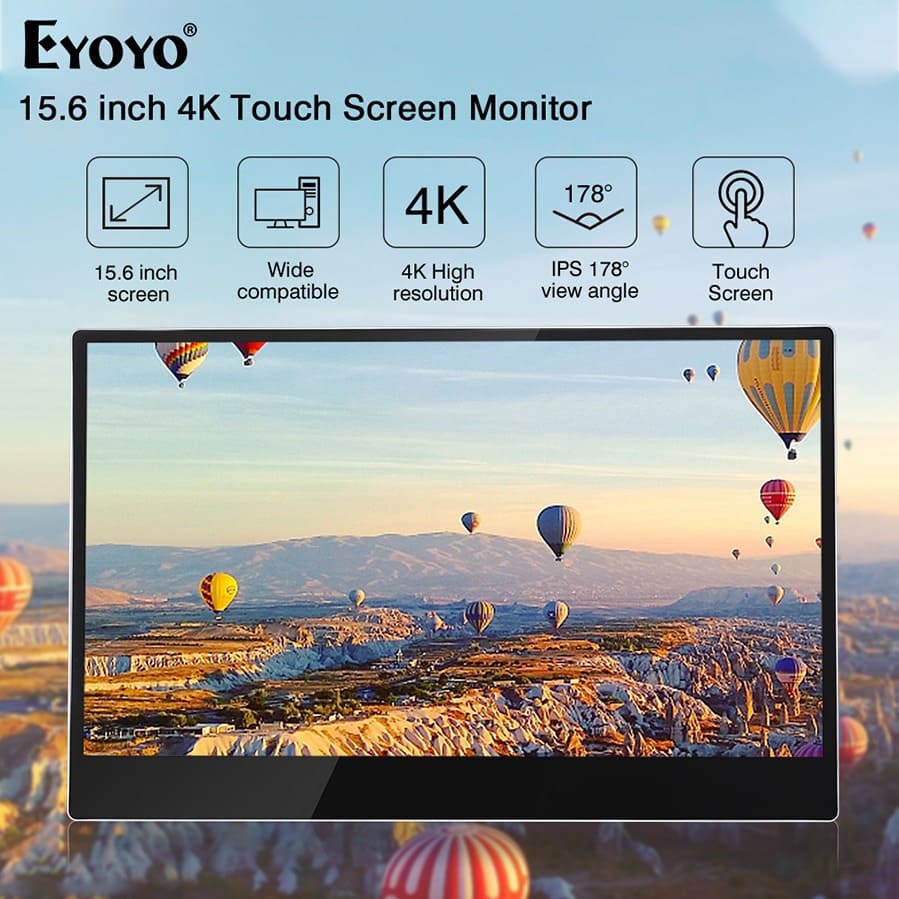 EYOYO®
15.6 inch 4K Touch Screen Monitor
4K
178°
15.6 inch
screen
Wide
compatible
4K High
resolution
IPS 178°
view angle
Touch
Screen